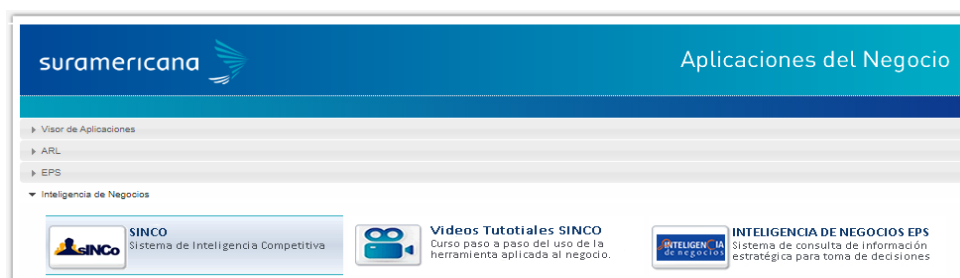 suramericana
Aplicaciones del Negocio
Visor de Aplicaciones
ARL
EPS
Inteligencia de Negocios
sINCo
SINCO
Sistema de Inteligencia Competitiva
Videos Tutotiales SINCO
Curso paso a paso del uso de la
herramienta aplicada al negocio.
INTELIGENCIA
de negocios
INTELIGENCIA DE NEGOCIOS EPS
Sistema de consulta de información
estratégica para toma de decisiones